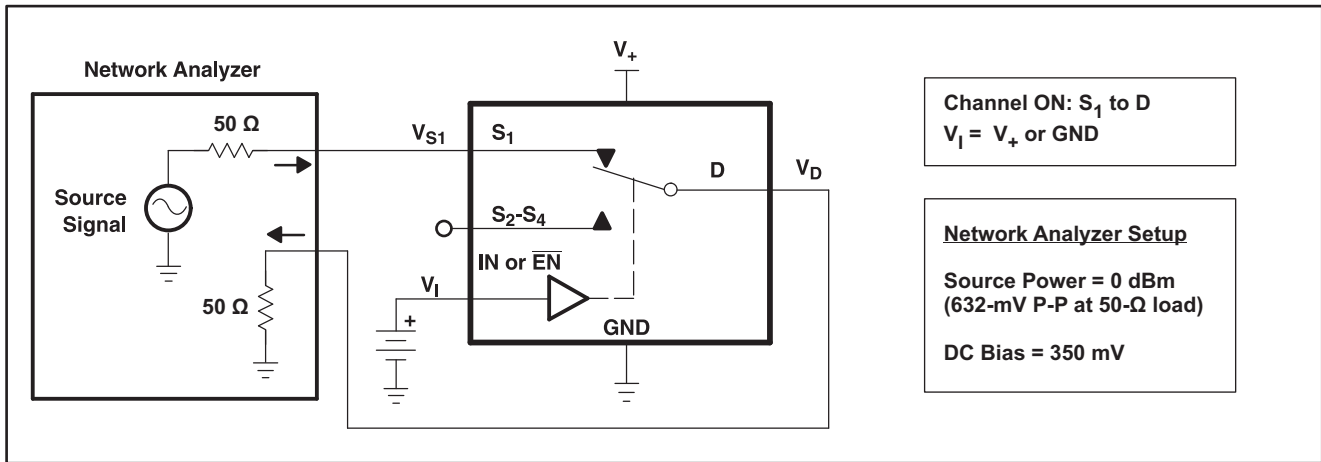 Network Analyzer
50 Ω
Source
Signal
50 Ω
V+
VS1
S1
D
VD
S2-S4
IN or E̅N̅
VI
+
GND
Channel ON: S1 to D
VI = V+ or GND
Network Analyzer Setup
Source Power = 0 dBm
(632-mV P-P at 50-Ω load)
DC Bias = 350 mV